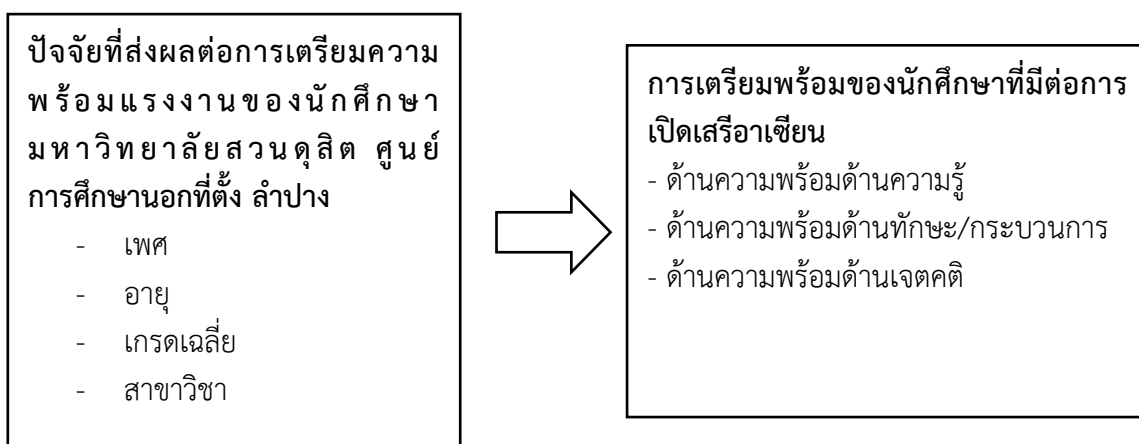 ปัจจัยที่ส่งผลต่อการเตรียมความ
พร้อมแรงงานของนักศึกษา
มหาวิทยาลัยสวนดุสิต ศูนย์
การศึกษานอกที่ตั้ง ลำปาง
- เพศ
- อายุ
- เกรดเฉลี่ย
- สาขาวิชา
การเตรียมพร้อมของนักศึกษาที่มีต่อการ
เปิดเสรีอาเซียน
- ด้านความพร้อมด้านความรู้
- ด้านความพร้อมด้านทักษะ/กระบวนการ
- ด้านความพร้อมด้านเจตคติ